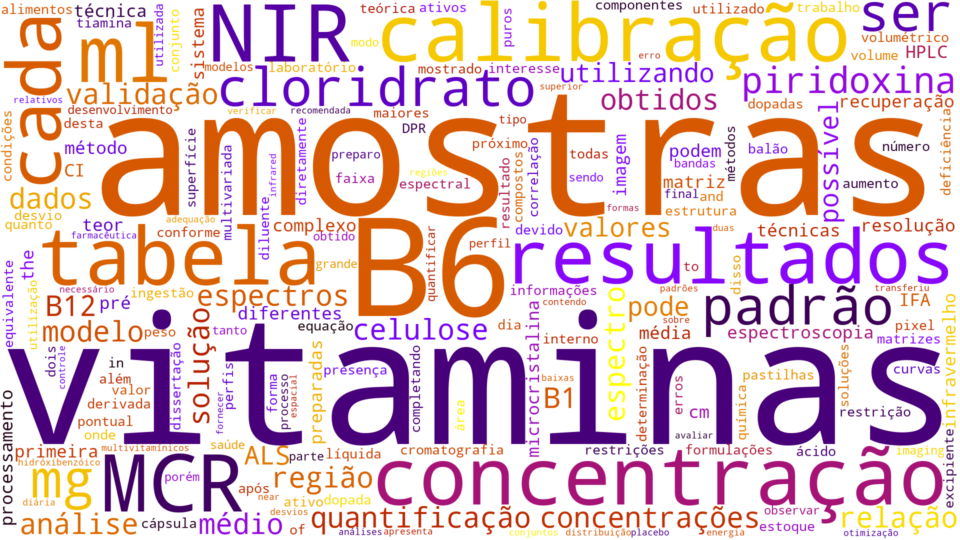 alimentos técnica NIR teórica ativos componentes utilizado trabalho ser
tiamina utilizada conjunto sistema calibração puros volumétrico
cada ml modo erro volume HPLC
modelos laboratório mostrado interesse utilizando superior piridoxina
relativos validação cloridrato obtidos
desenvolvimento verificar recomendada maiores dopadas recuperação
condições desta amostras DPR tipo deficiência
método superfície próximo todas imagem podem balão número
CI multivariada infrared diretamente preparo bandas métodos possível
dados faixa espectral regiões resultado compostos correlação sendo matriz final and aumento
desvio adequação formas estrutura
quanto teor diluente complexo B6 perfil devido valores duas técnicas resolução
farmacêutica conforme obtido quantificar
equivalente utilização the tabela grande resultados to disso
necessário ingestão informações padrões transferiu
B12 pré espectros contendo pode sobre padrão IFA
diferentes equação dia microcristalina interno espectro média pixel infravermelho
modelo peso tanto celulose espectroscopia matrizes
vitaminas solução
dois controle in dissertação perfis forma processo espacial preparadas presença completando baixas pastilhas soluções curvas
além fornecer área B1 determinação erros cm química restrição
processamento valor
derivada
pontual
onde saúde avaliar
primeira multivitamínicos ALS parte líquida cromatografia restrições formulações ácido imaging excipiente
hidroxibenzóico
mg MCR porém região concentração
diária após near ativo dopada observar
análise cápsula médio desvios of quantificação concentrações estoque relação
análises apresenta conjuntos distribuição placebo energia otimização